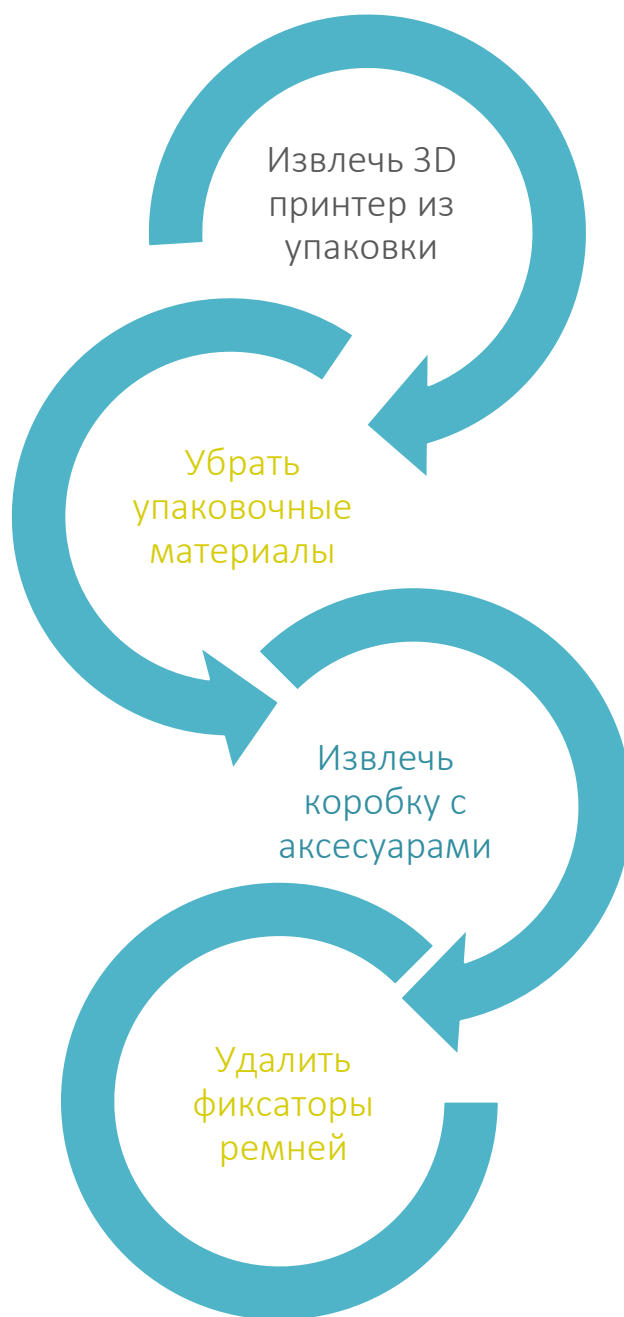 Извлечь 3D
принтер из
упаковки
Убрать
упаковочные
материалы
Извлечь
коробку с
аксесуарами
Удалить
фиксаторы
ремней